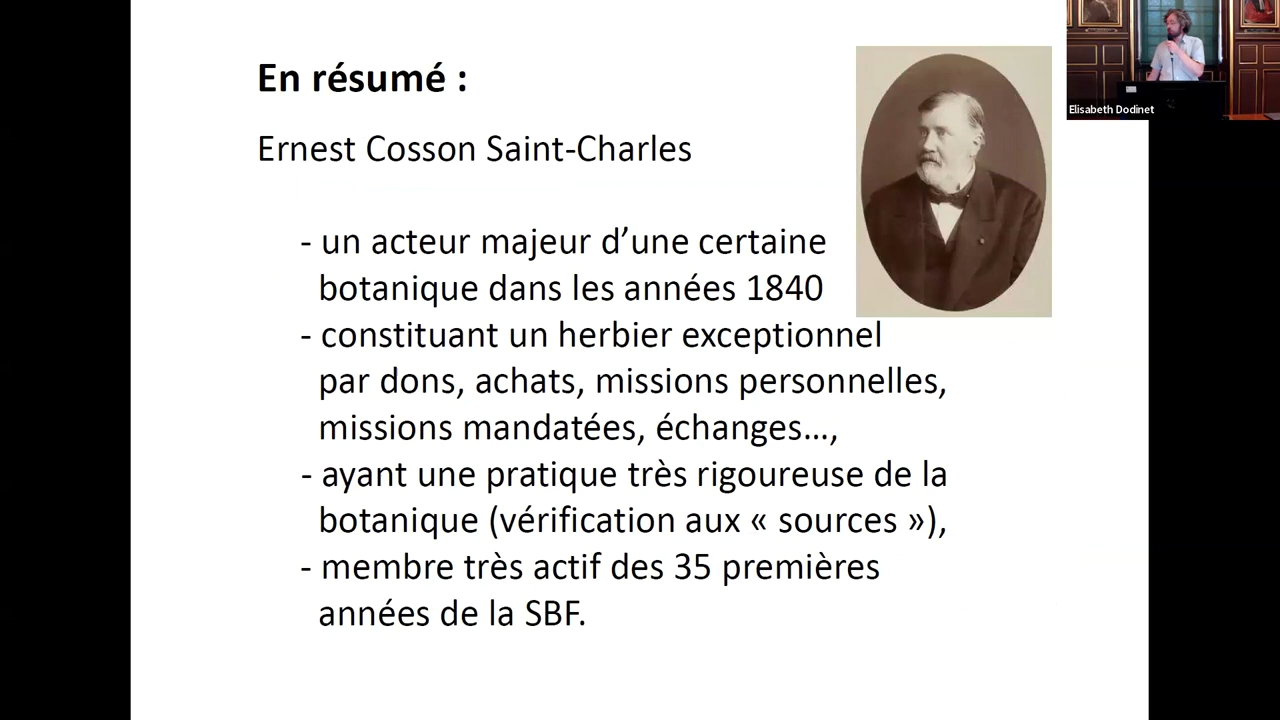 En résumé :
Ernest Cosson Saint-Charles
- un acteur majeur d’une certaine
botanique dans les années 1840
- constituant un herbier exceptionnel
par dons, achats, missions personnelles,
missions mandatées, échanges…,
- ayant une pratique très rigoureuse de la
botanique (vérification aux « sources »),
- membre très actif des 35 premières
années de la SBF.
Elisabeth Dodinet